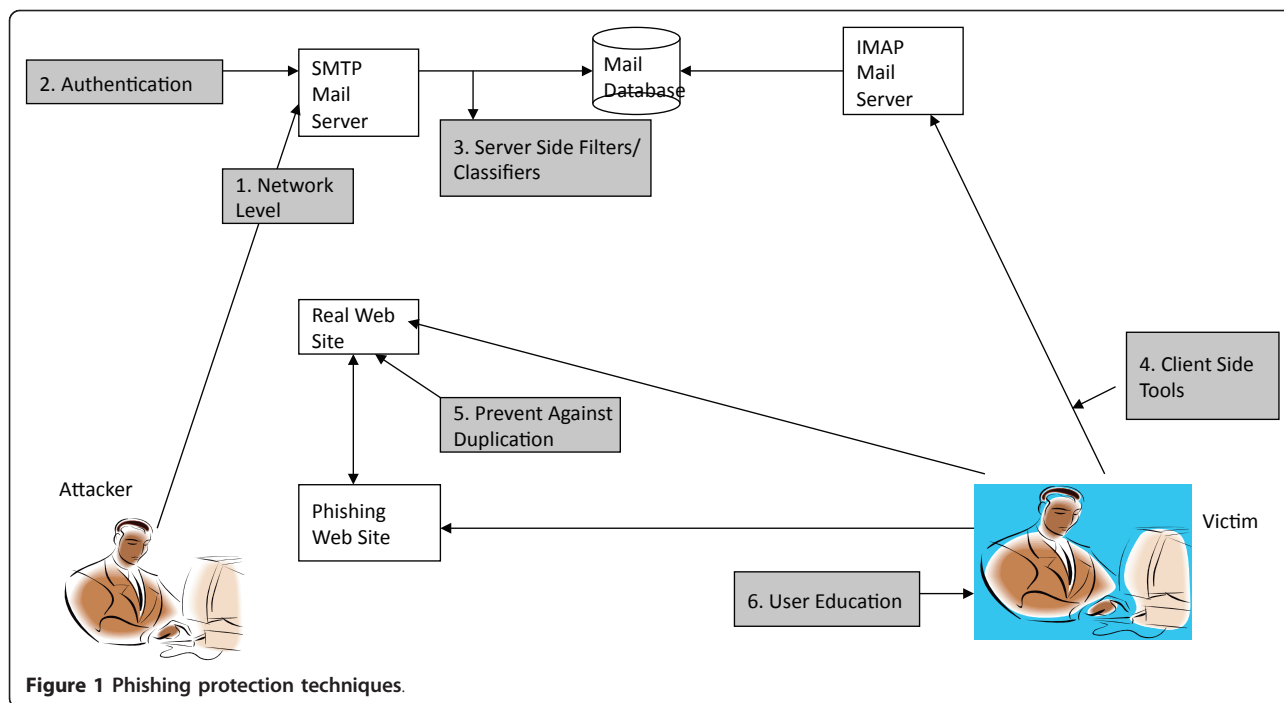 2. Authentication
SMTP
Mail
Server
Mail
Database
IMAP
Mail
Server
3. Server Side Filters/
Classifiers
1. Network
Level
Real Web
Site
4. Client Side
Tools
5. Prevent Against
Duplication
Attacker
Phishing
Web Site
Victim
6. User Education
Figure 1 Phishing protection techniques.